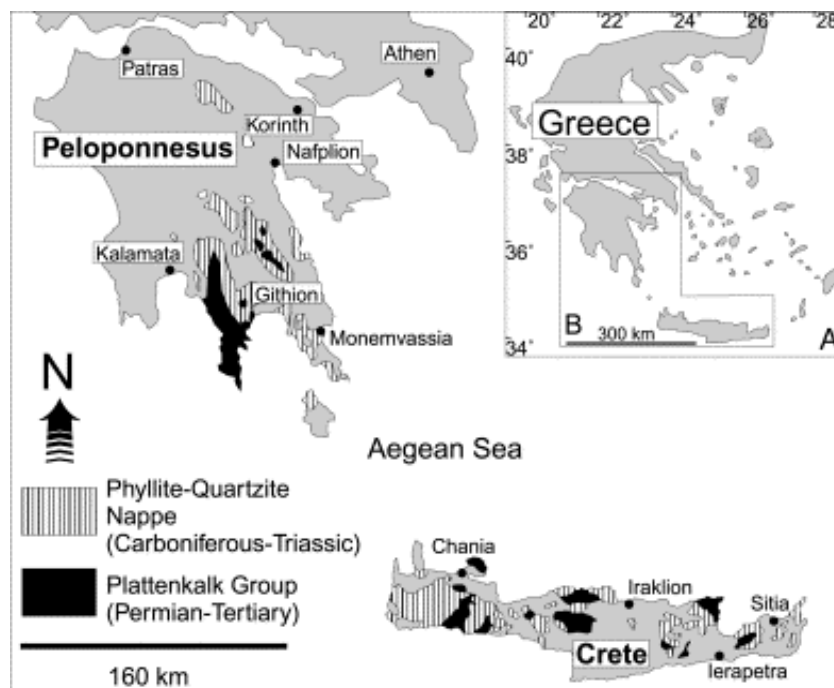 20° 22° 24° 26° 28
40°
38°
36°
34°
Greece
B
300 km
A
Athen
Patras
Korinth
Peloponnesus
Nafplion
Kalamata
Githion
Monemvassia
N
Aegean Sea
Phyllite-Quartzite
Nappe
(Carboniferous-Triassic)
Plattenkalk Group
(Permian-Tertiary)
160 km
Chania
Iraklion
Sitia
Crete
Ierapetra